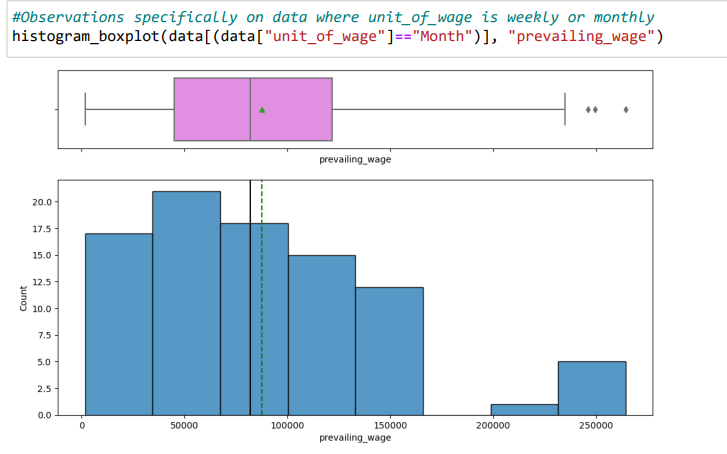 #Observations specifically on data where unit_of_wage is weekly or monthly
histogram_boxplot(data[(data["unit_of_wage"]=="Month")], "prevailing_wage")
prevailing_wage
20.0
17.5
15.0
12.5
10.0
7.5
5.0
2.5
0.0
Count
0 50000 100000 150000 200000 250000
prevailing_wage